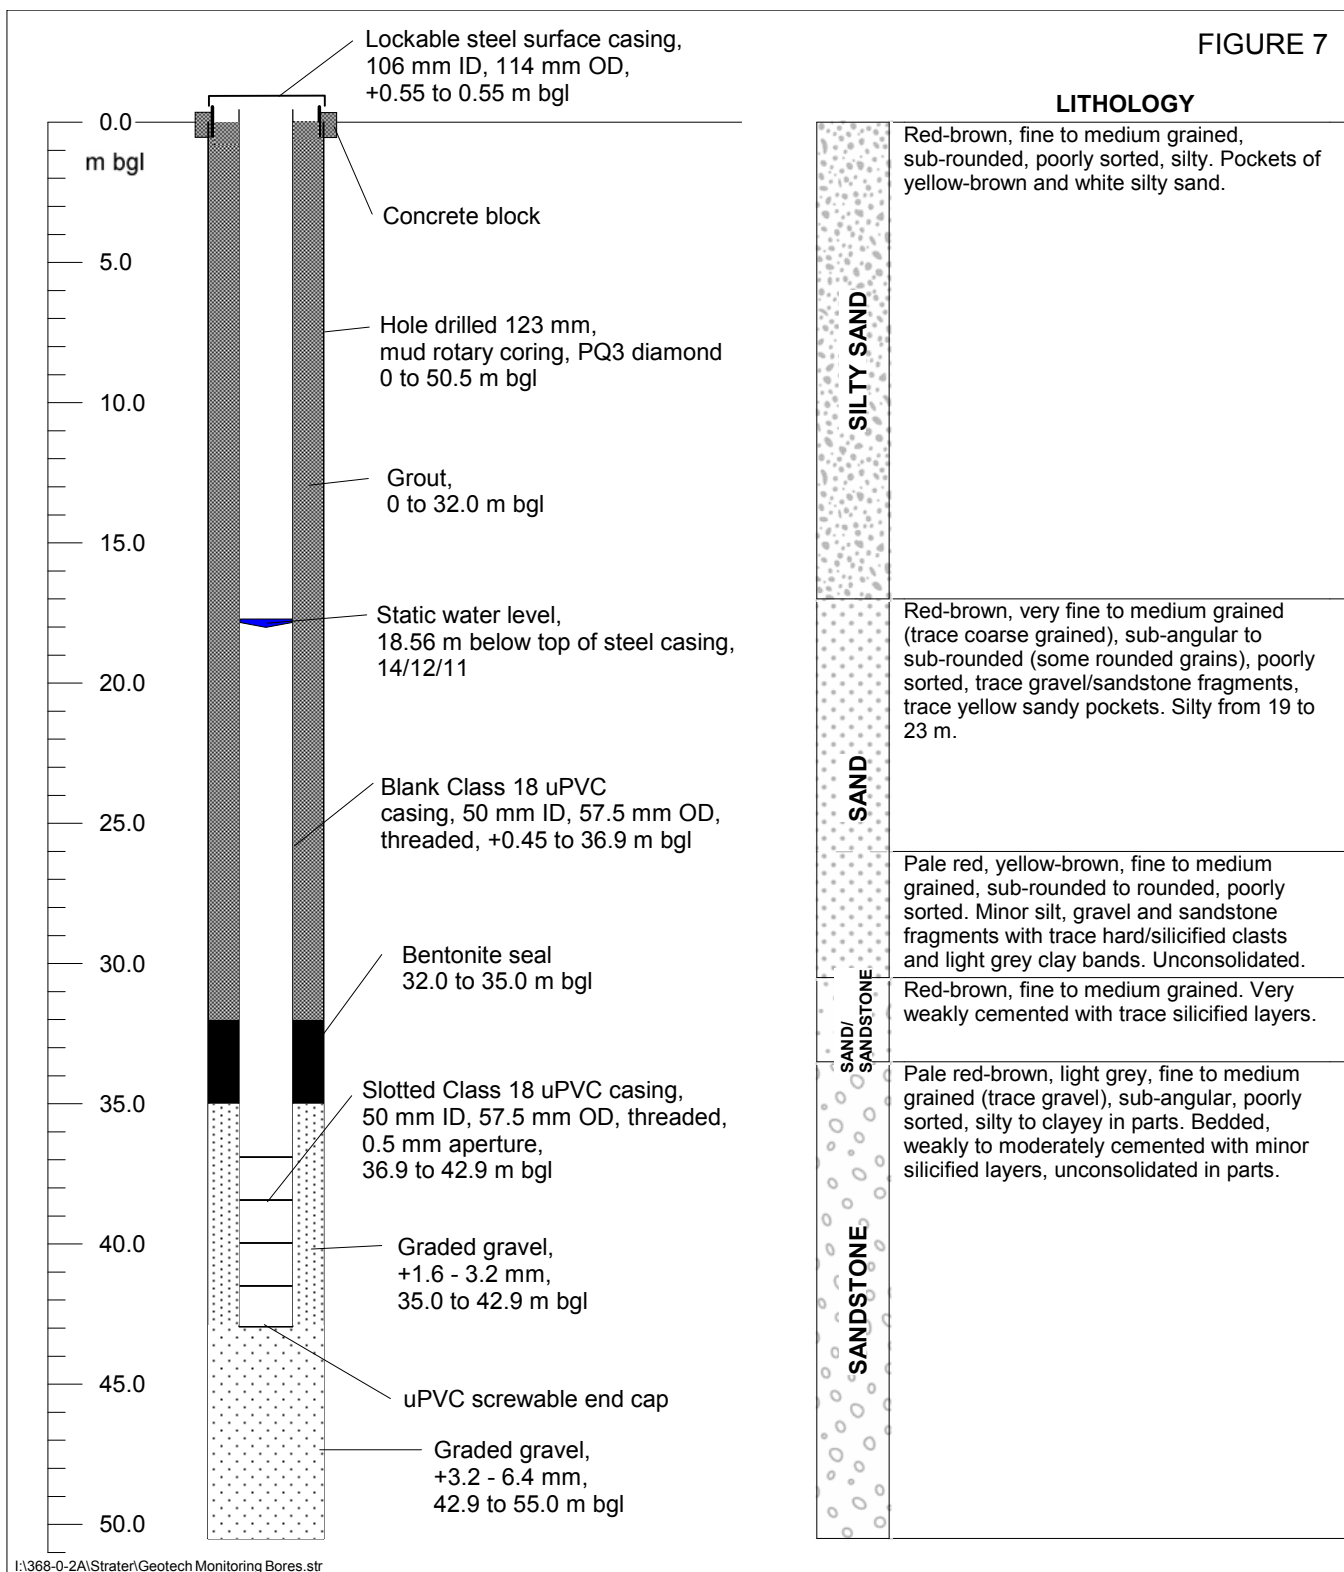 FIGURE 7
Lockable steel surface casing,
106 mm ID, 114 mm OD,
+0.55 to 0.55 m bgl
0.0
m bgl
Concrete block
5.0
Hole drilled 123 mm,
mud rotary coring, PQ3 diamond
0 to 50.5 m bgl
10.0
Grout,
0 to 32.0 m bgl
15.0
Static water level,
18.56 m below top of steel casing,
14/12/11
20.0
Blank Class 18 uPVC
casing, 50 mm ID, 57.5 mm OD,
threaded, +0.45 to 36.9 m bgl
25.0
Bentonite seal
32.0 to 35.0 m bgl
30.0
Slotted Class 18 uPVC casing,
50 mm ID, 57.5 mm OD, threaded,
0.5 mm aperture,
36.9 to 42.9 m bgl
35.0
Graded gravel,
+1.6 - 3.2 mm,
35.0 to 42.9 m bgl
40.0
uPVC screwable end cap
45.0
Graded gravel,
+3.2 - 6.4 mm,
42.9 to 55.0 m bgl
50.0
LITHOLOGY
SILTY SAND
Red-brown, fine to medium grained,
sub-rounded, poorly sorted, silty. Pockets of
yellow-brown and white silty sand.
SAND
Red-brown, very fine to medium grained
(trace coarse grained), sub-angular to
sub-rounded (some rounded grains), poorly
sorted, trace gravel/sandstone fragments,
trace yellow sandy pockets. Silty from 19 to
23 m.
Pale red, yellow-brown, fine to medium
grained, sub-rounded to rounded, poorly
sorted. Minor silt, gravel and sandstone
fragments with trace hard/silicified clasts
and light grey clay bands. Unconsolidated.
SAND/
SANDSTONE
Red-brown, fine to medium grained. Very
weakly cemented with trace silicified layers.
SANDSTONE
Pale red-brown, light grey, fine to medium
grained (trace gravel), sub-angular, poorly
sorted, silty to clayey in parts. Bedded,
weakly to moderately cemented with minor
silicified layers, unconsolidated in parts.
I:\368-0-2A\Strater\Geotech Monitoring Bores.str